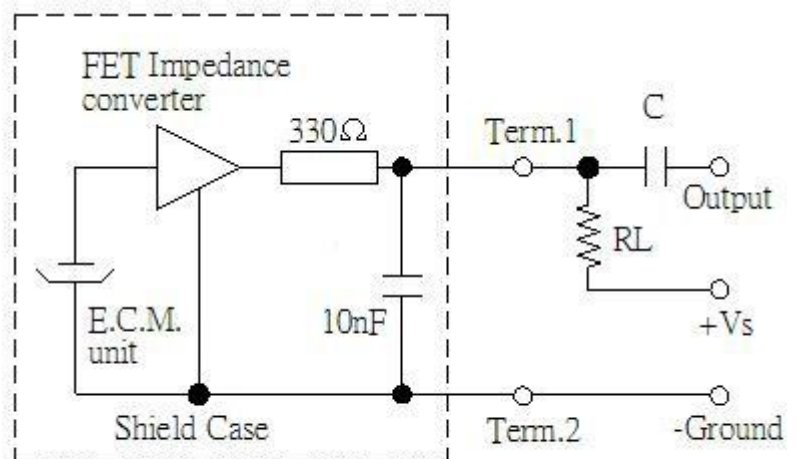 FET Impedance
converter
330Ω
Term.1
C
Output
RL
+Vs
E.C.M.
unit
10nF
Shield Case
Term.2
-Ground